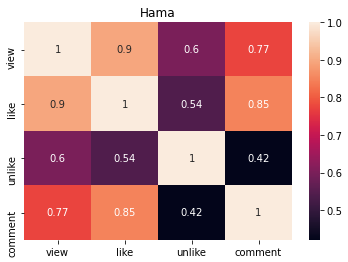 Hama
view 1 0.9 0.6 0.77
like 0.9 1 0.54 0.85
unlike 0.6 0.54 1 0.42
comment 0.77 0.85 0.42 1
view like unlike comment
1.0
0.9
0.8
0.7
0.6
0.5